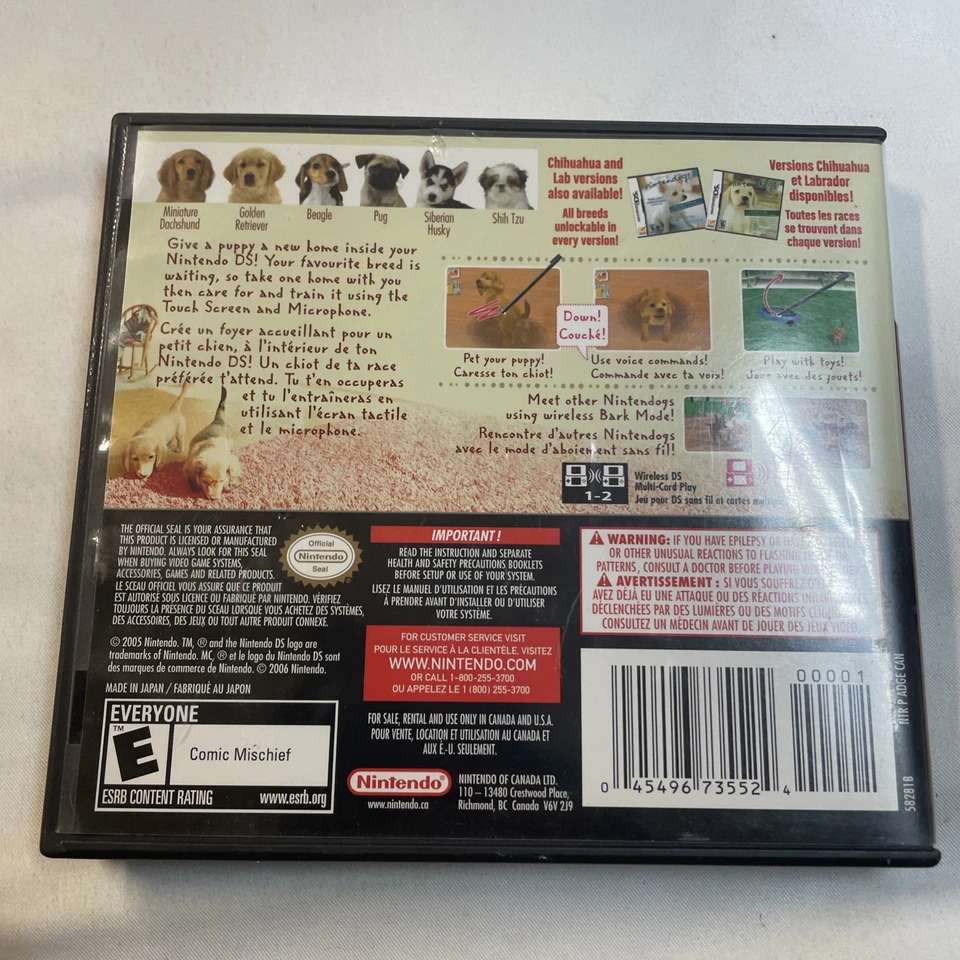 Miniature
Dachshund
Golden
Retriever
Beagle
Pug
Siberian
Husky
Shih Tzu
Chihuahua and
Lab versions
also available!
All breeds
unlockable in
every version!
Versions Chihuahua
et Labrador
disponibles!
Toutes les races
se trouvent dans
chaque version!
Give a puppy a new home inside your
Nintendo DS! Your favourite breed is
waiting, so take one home with you
then care for and train it using the
Touch Screen and Microphone.
Crée un foyer accueillant pour un
petit chien, à l'intérieur de ton
Nintendo DS! Un chiot de ta race
préférée t'attend. Tu t'en occuperas
et tu l'entraîneras en
utilisant l'écran tactile
et le microphone.
Down!
Couché!
Pet your puppy!
Caresse ton chiot!
Use voice commands!
Commande avec ta voix!
Play with toys!
Joue avec des jouets!
Meet other Nintendogs
using wireless Bark Mode!
Rencontre d'autres Nintendogs
avec le mode d'aboiement sans fil!
1-2
Wireless DS
Multi-Card Play
Jeu pour DS sans fil et cartes
THE OFFICIAL SEAL IS YOUR ASSURANCE THAT
THIS PRODUCT IS LICENSED OR MANUFACTURED
BY NINTENDO. ALWAYS LOOK FOR THIS SEAL
WHEN BUYING VIDEO GAME SYSTEMS,
ACCESSORIES, GAMES AND RELATED PRODUCTS.
LE SCEAU OFFICIEL VOUS ASSURE QUE CE PRODUIT
EST AUTORISÉ SOUS LICENCE OU FABRIQUÉ PAR NINTENDO. VÉRIFIEZ
TOUJOURS LA PRÉSENCE DU SCEAU LORSQUE VOUS ACHETEZ DES SYSTÈMES,
DES ACCESSOIRES, DES JEUX OU TOUT AUTRE PRODUIT CONNEXE.
Official
Nintendo
Seal
© 2005 Nintendo. TM, ® and the Nintendo DS logo are
trademarks of Nintendo. MC, ® et le logo du Nintendo DS sont
des marques de commerce de Nintendo. © 2006 Nintendo.
MADE IN JAPAN / FABRIQUÉ AU JAPON
EVERYONE
TM
E
Comic Mischief
ESRB CONTENT RATING
www.esrb.org
IMPORTANT!
READ THE INSTRUCTION AND SEPARATE
HEALTH AND SAFETY PRECAUTIONS BOOKLETS
BEFORE SETUP OR USE OF YOUR SYSTEM.
LISEZ LE MANUEL D'UTILISATION ET LES PRÉCAUTIONS
À PRENDRE AVANT D'INSTALLER OU D'UTILISER
VOTRE SYSTÈME.
FOR CUSTOMER SERVICE VISIT
POUR LE SERVICE À LA CLIENTÈLE, VISITEZ
WWW.NINTENDO.COM
OR CALL 1-800-255-3700
OU APPELEZ LE 1 (800) 255-3700
FOR SALE, RENTAL AND USE ONLY IN CANADA AND U.S.A.
POUR VENTE, LOCATION ET UTILISATION AU CANADA ET
AUX É.-U. SEULEMENT.
Nintendo®
www.nintendo.ca
NINTENDO OF CANADA LTD.
110 – 13480 Crestwood Place,
Richmond, BC Canada V6V 2J9
WARNING: IF YOU HAVE EPILEPSY OR
OR OTHER UNUSUAL REACTIONS TO FLASHING
PATTERNS, CONSULT A DOCTOR BEFORE PLAYING
AVERTISSEMENT : SI VOUS SOUFFREZ
AVEZ DÉJÀ EU UNE ATTAQUE OU DES RÉACTIONS
DÉCLENCHÉES PAR DES LUMIÈRES OU DES MOTIFS
CONSULTEZ UN MÉDECIN AVANT DE JOUER DES JEUX VIDÉO.
00001
0 45496 73552 4
NTR P ADGE CAN
58281B